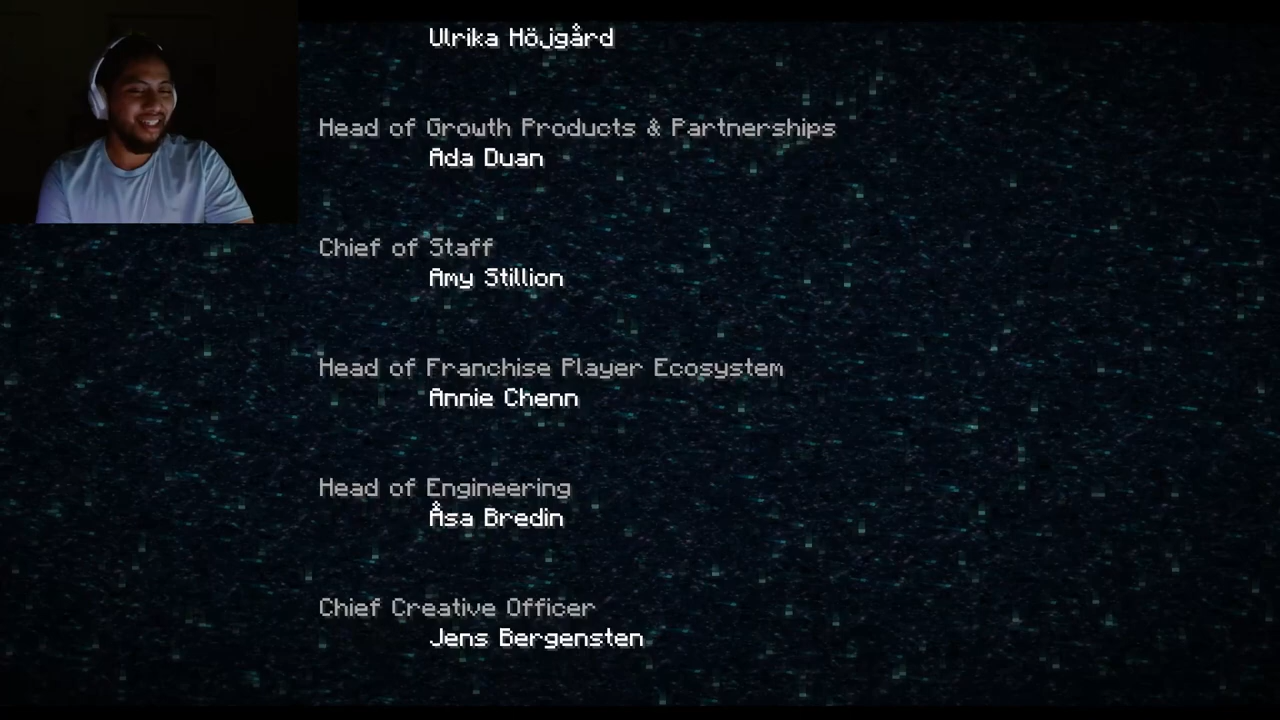 Ulrika Höjgård
Head of Growth Products & Partnerships
Ada Duan
Chief of Staff
Amy Stillion
Head of Franchise Player Ecosystem
Annie Chenn
Head of Engineering
Åsa Bredin
Chief Creative Officer
Jens Bergensten